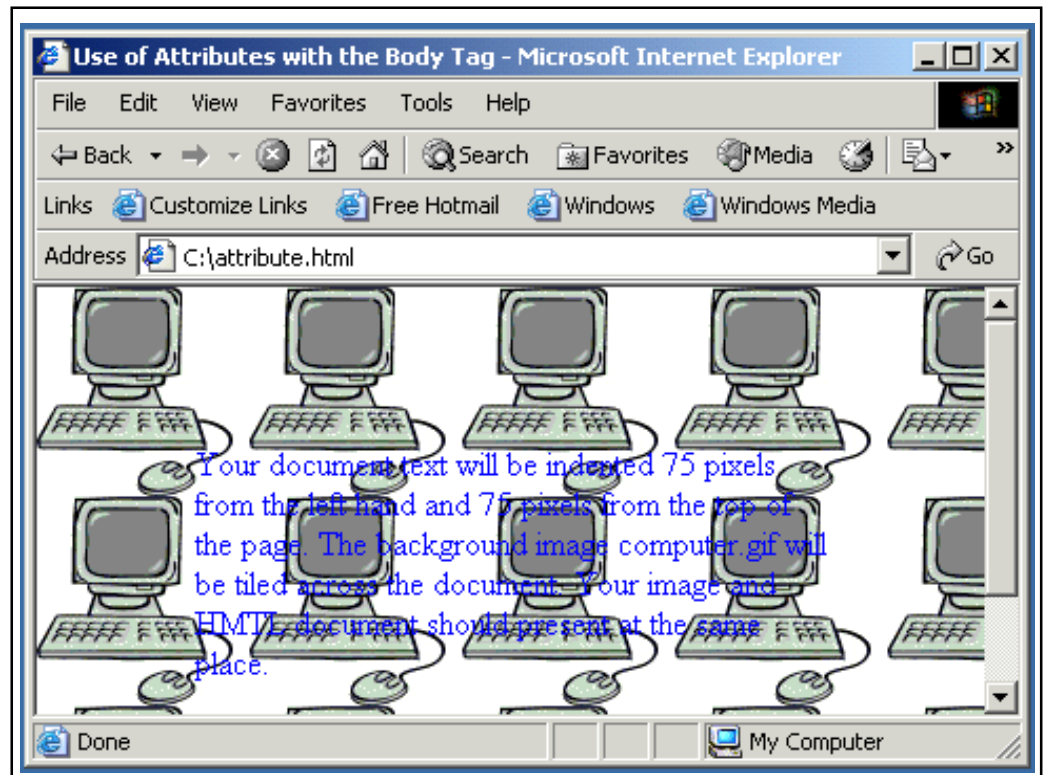 Use of Attributes with the Body Tag - Microsoft Internet Explorer
File Edit View Favorites Tools Help
Back Search Favorites Media »
Links Customize Links Free Hotmail Windows Windows Media
Address C:\attribute.html Go
Your document text will be indented 75 pixels
from the left hand and 75 pixels from the top of
the page. The background image computer.gif will
be tiled across the document. Your image and
HMTL document should present at the same
place.
Done My Computer